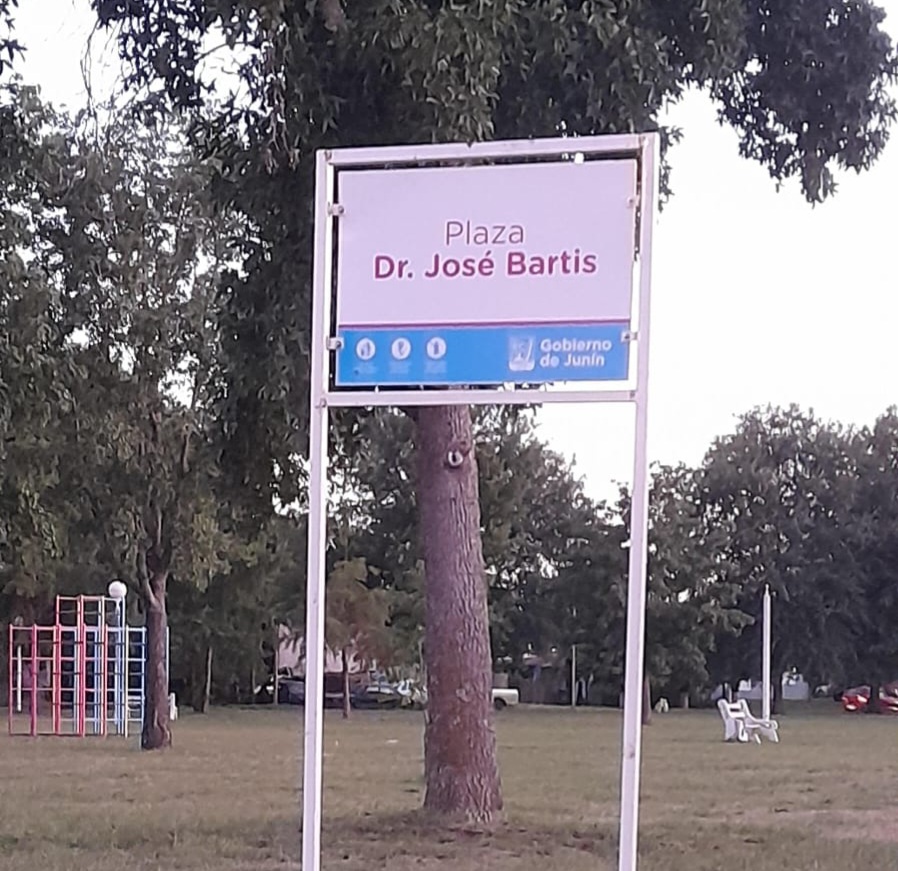 Plaza
Dr. José Bartis
Gobierno
de Junín